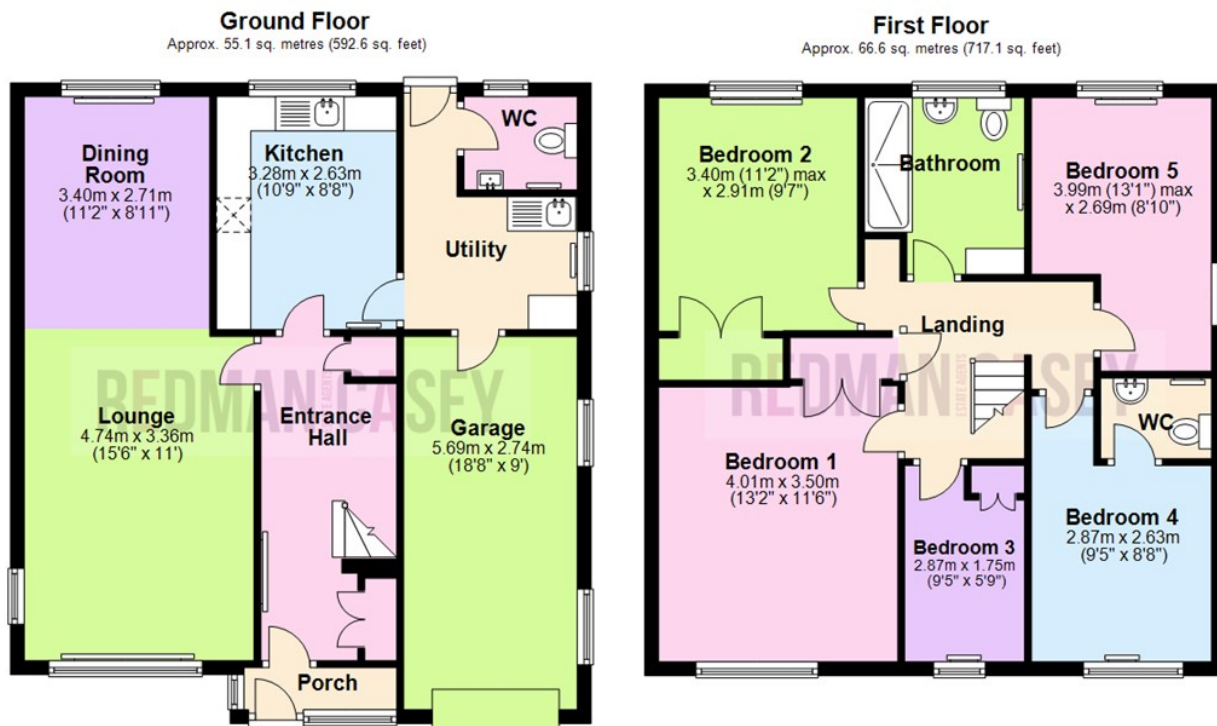 Ground Floor
Approx. 55.1 sq. metres (592.6 sq. feet)
Dining
Room
3.40m x 2.71m
(11'2" x 8'11")
Kitchen
3.28m x 2.63m
(10'9" x 8'8")
WC
Utility
Lounge
4.74m x 3.36m
(15'6" x 11')
Entrance
Hall
Garage
5.69m x 2.74m
(18'8" x 9')
Porch
REDMAN CASEY
ESTATE AGENTS
First Floor
Approx. 66.6 sq. metres (717.1 sq. feet)
Bedroom 2
3.40m (11'2") max
x 2.91m (9'7")
Bathroom
Bedroom 5
3.99m (13'1") max
x 2.69m (8'10")
Landing
WC
Bedroom 1
4.01m x 3.50m
(13'2" x 11'6")
Bedroom 3
2.87m x 1.75m
(9'5" x 5'9")
Bedroom 4
2.87m x 2.63m
(9'5" x 8'8")
REDMAN CASEY
ESTATE AGENTS